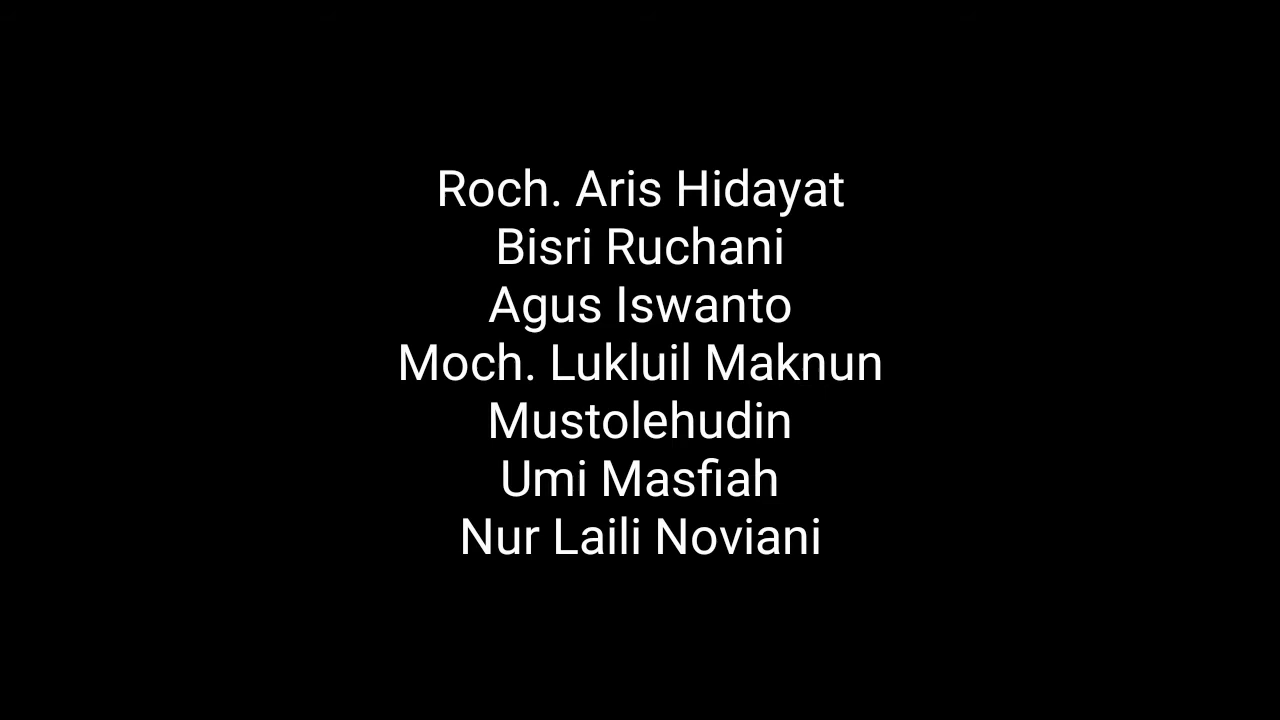 Roch. Aris Hidayat
Bisri Ruchani
Agus Iswanto
Moch. Lukluil Maknun
Mustolehudin
Umi Masfiah
Nur Laili Noviani